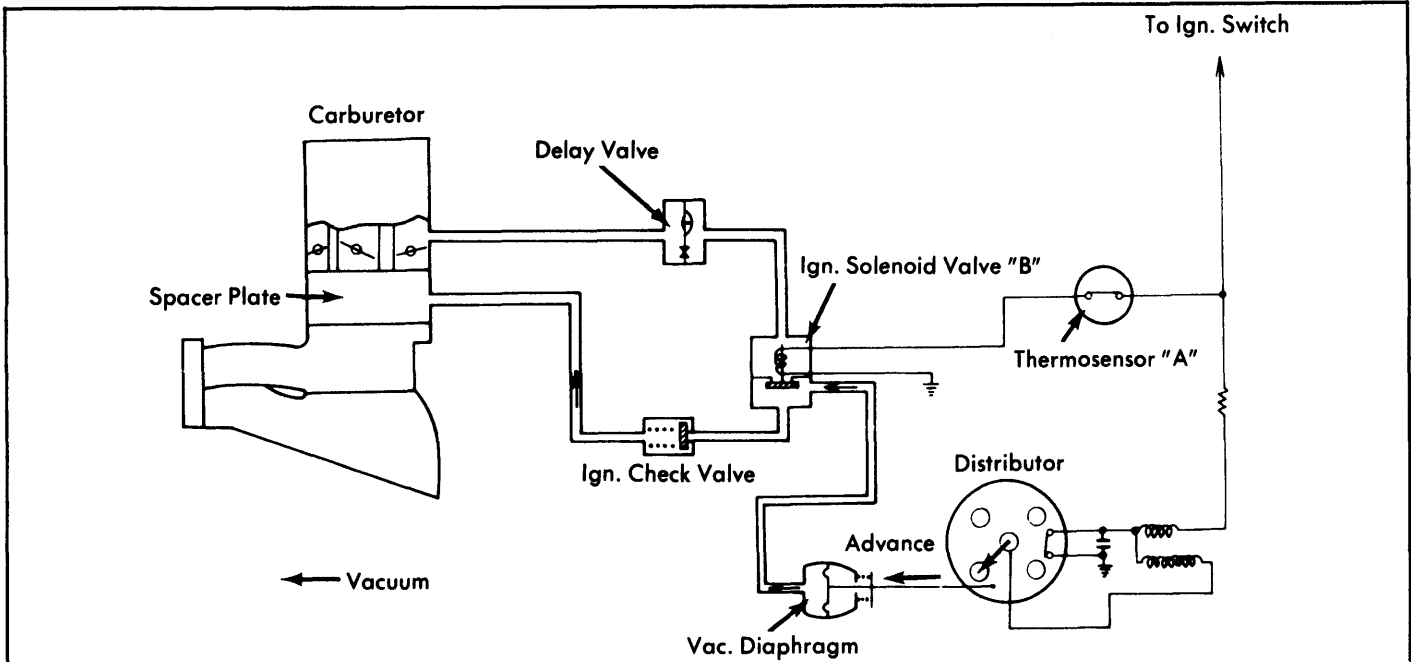 To Ign. Switch
Carburetor
Delay Valve
Ign. Solenoid Valve "B"
Spacer Plate
Thermosensor "A"
Ign. Check Valve
Distributor
Advance
Vacuum
Vac. Diaphragm